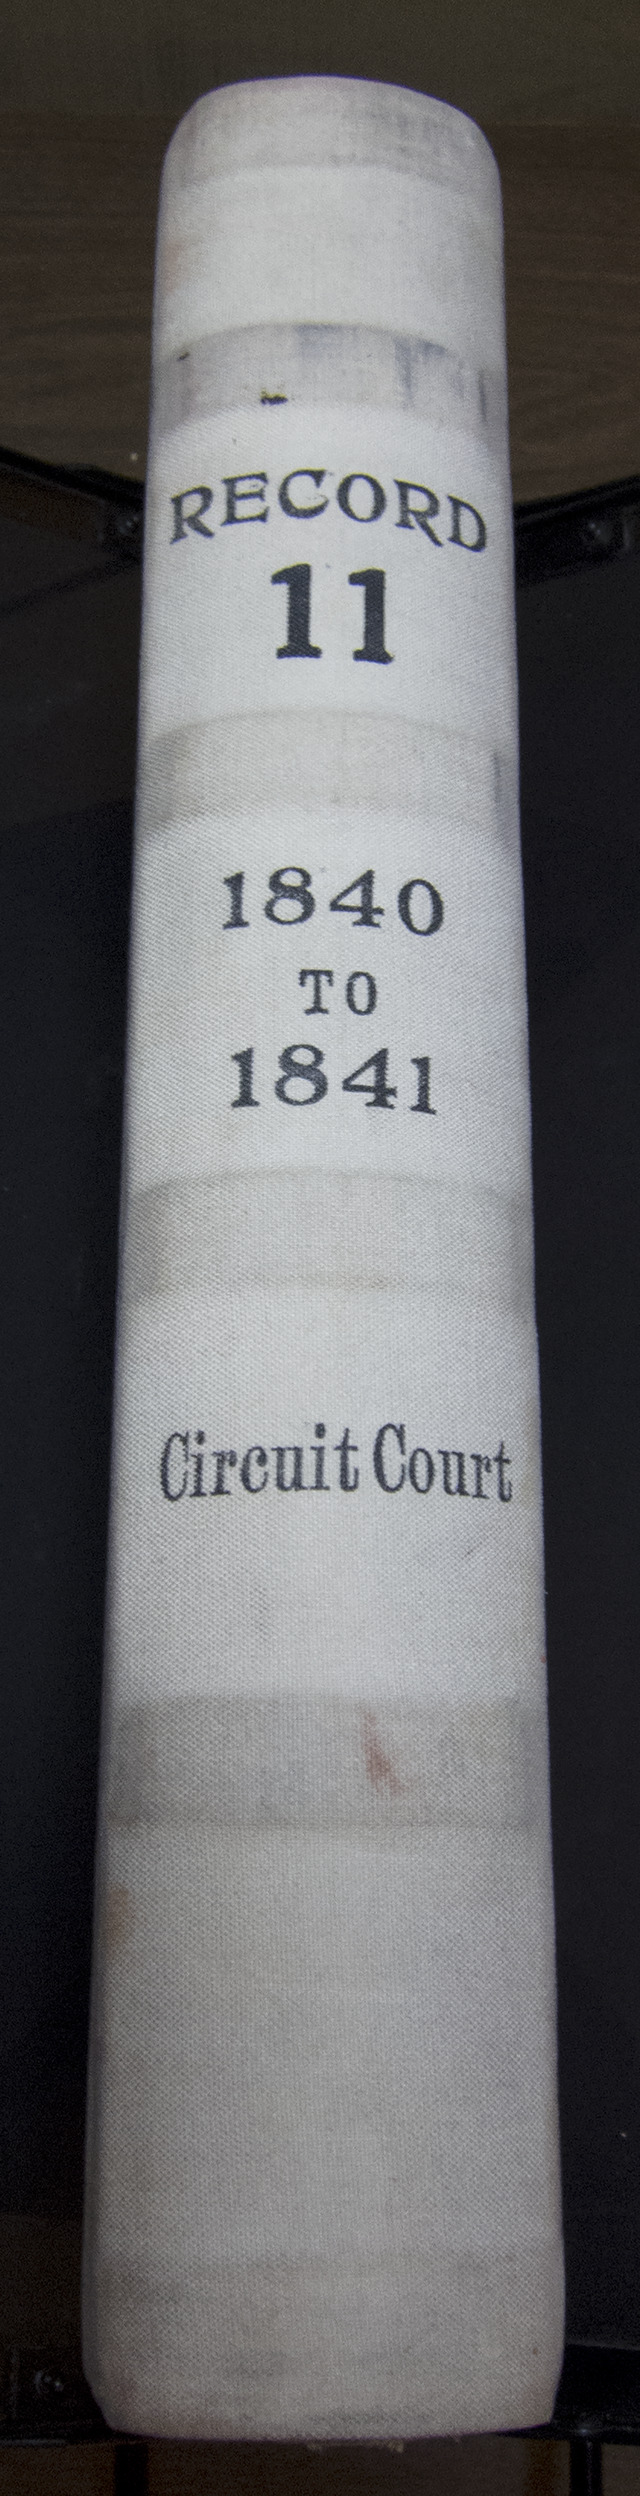 RECORD
11
1840
TO
1841
Circuit Court